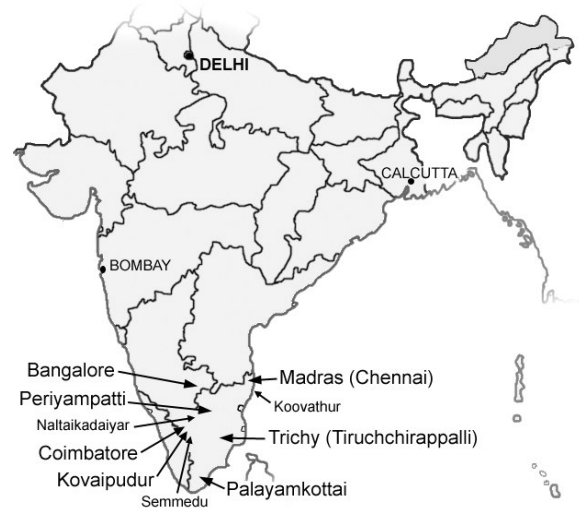 DELHI
CALCUTTA
BOMBAY
Bangalore
Madras (Chennai)
Periyampatti
Koovathur
Naltaikadaiyar
Trichy (Tiruchchirappalli)
Coimbatore
Kovaipudur
Palayamkottai
Semmedu